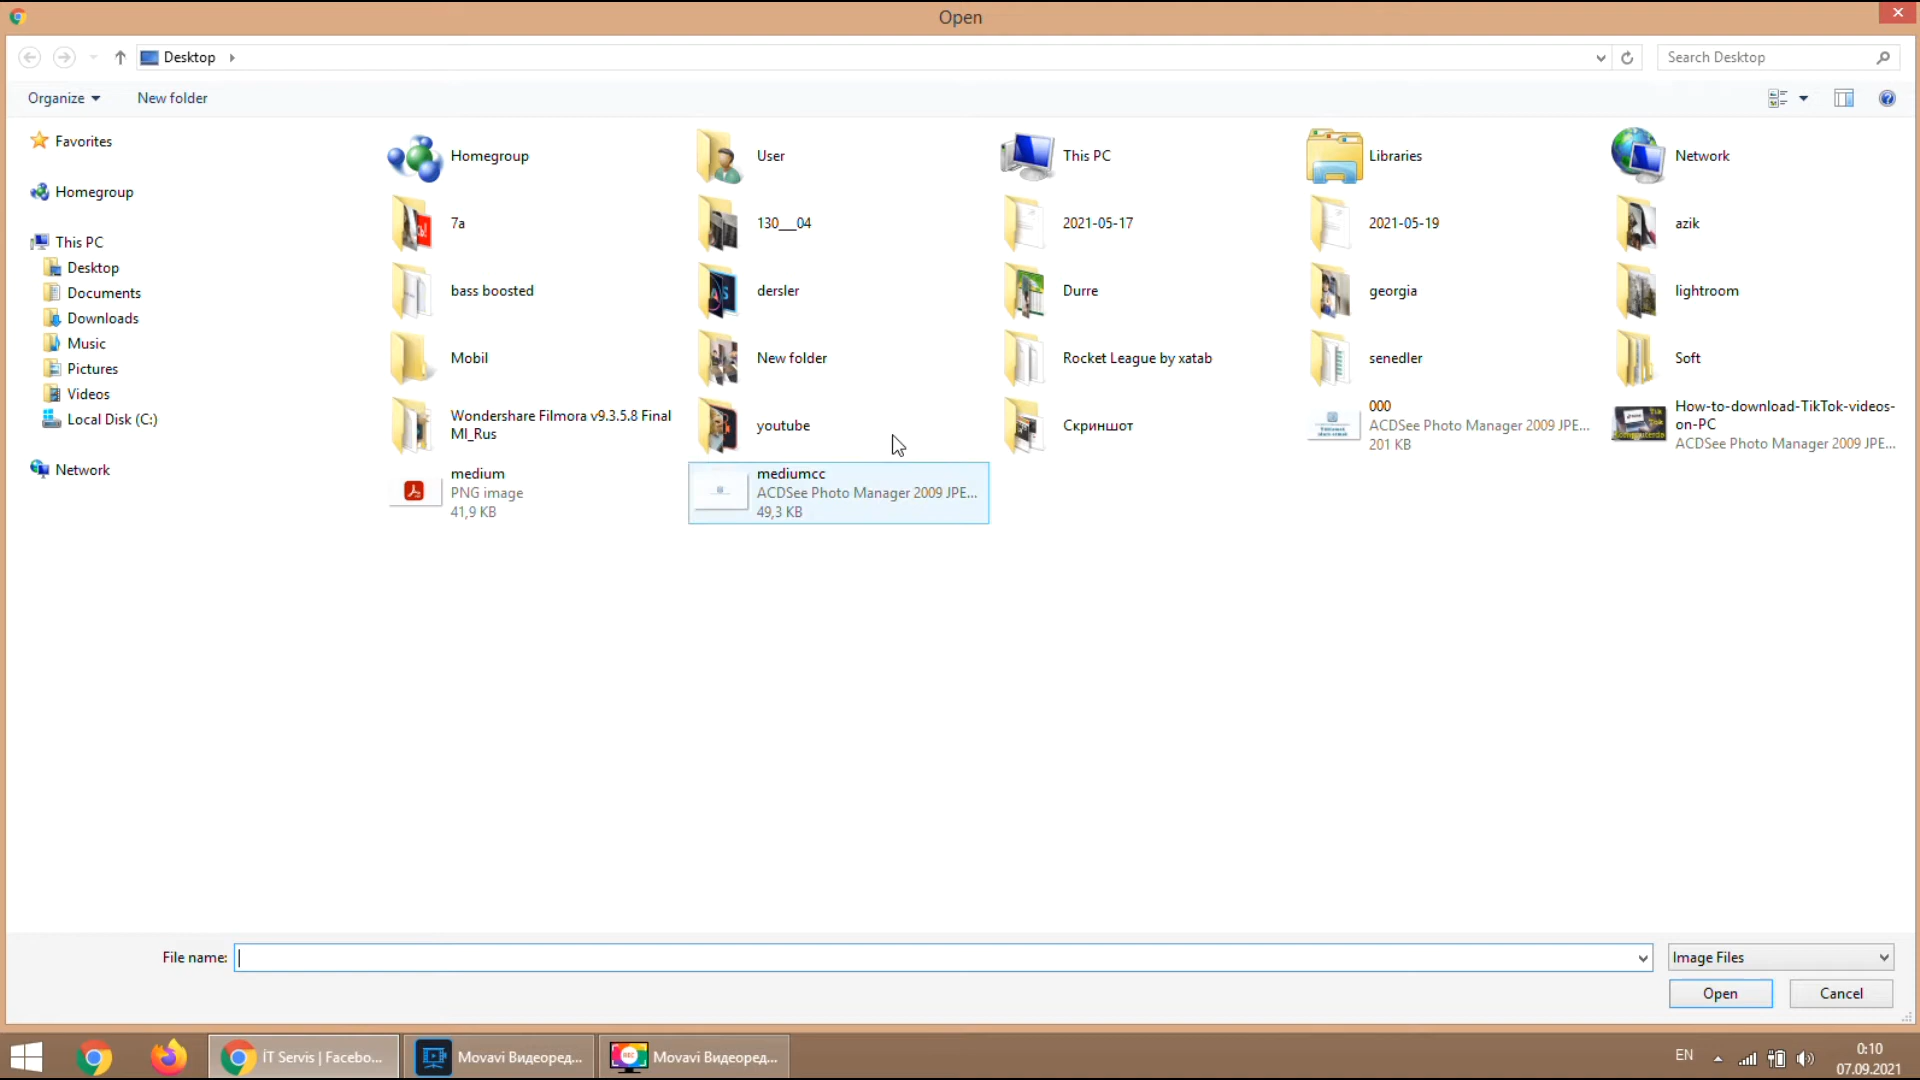 Open
Desktop
Search Desktop
Organize
New folder
Favorites
Homegroup
This PC
Desktop
Documents
Downloads
Music
Pictures
Videos
Local Disk (C:)
Network
Homegroup
User
This PC
Libraries
Network
7a
130___04
2021-05-17
2021-05-19
azik
bass boosted
dersler
Durre
georgia
lightroom
Mobil
New folder
Rocket League by xatab
senedler
Soft
Wondershare Filmora v9.3.5.8 Final
Ml_Rus
youtube
Скриншот
000
ACDSee Photo Manager 2009 JPE...
201 KB
How-to-download-TikTok-videos-
on-PC
ACDSee Photo Manager 2009 JPE...
medium
PNG image
41,9 KB
mediumcc
ACDSee Photo Manager 2009 JPE...
49,3 KB
File name:
Image Files
Open
Cancel
İT Servis | Facebo...
Movavi Видеоред...
REC
Movavi Видеоред...
EN
0:10
07.09.2021